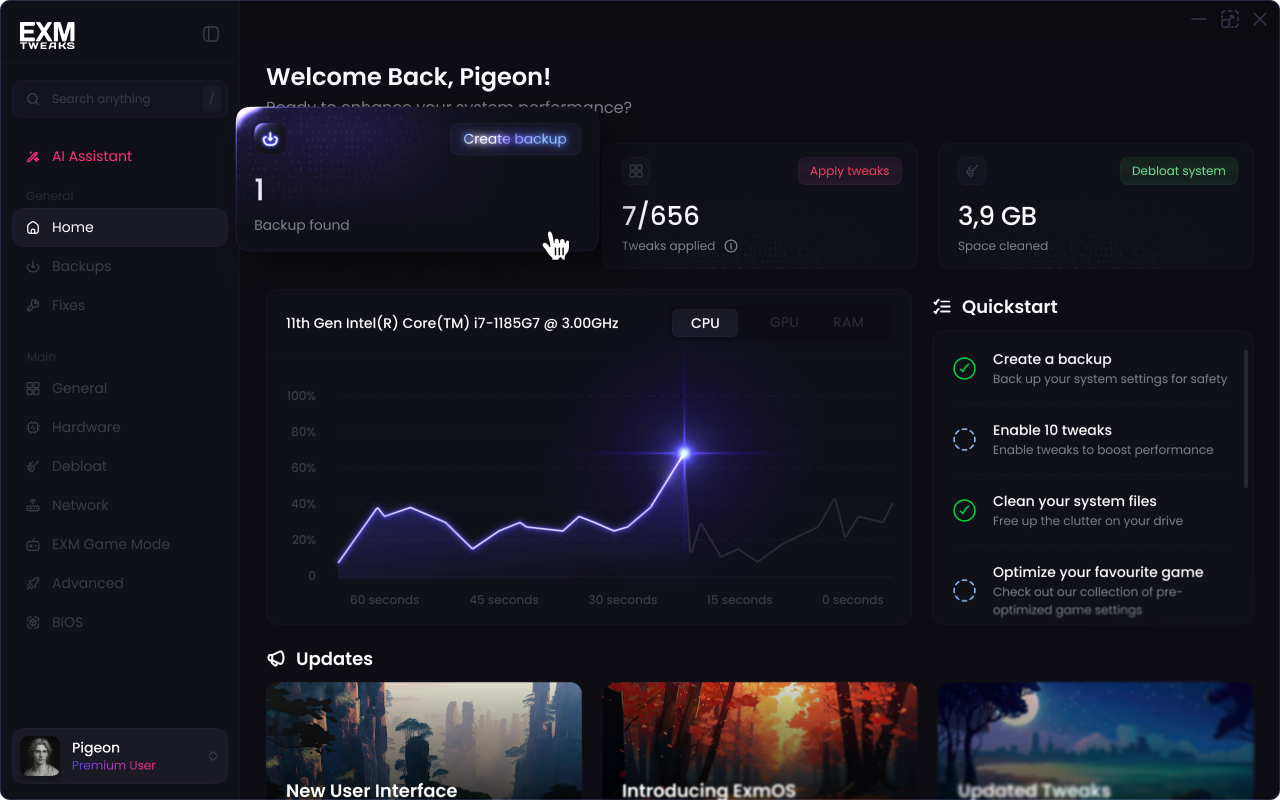 EXM
TWEAKS
Search anything
/
AI Assistant
General
Home
Backups
Fixes
Main
General
Hardware
Debloat
Network
EXM Game Mode
Advanced
BIOS
Pigeon
Premium User
Welcome Back, Pigeon!
Ready to enhance your system performance?
Create backup
1
Backup found
Apply tweaks
7/656
Tweaks applied
Debloat system
3,9 GB
Space cleaned
11th Gen Intel(R) Core(TM) i7-1185G7 @ 3.00GHz
CPU
GPU
RAM
100%
80%
60%
40%
20%
0
60 seconds
45 seconds
30 seconds
15 seconds
0 seconds
Quickstart
Create a backup
Back up your system settings for safety
Enable 10 tweaks
Enable tweaks to boost performance
Clean your system files
Free up the clutter on your drive
Optimize your favourite game
Check out our collection of pre-
optimized game settings
Updates
New User Interface
Introducing ExmOS
Updated Tweaks